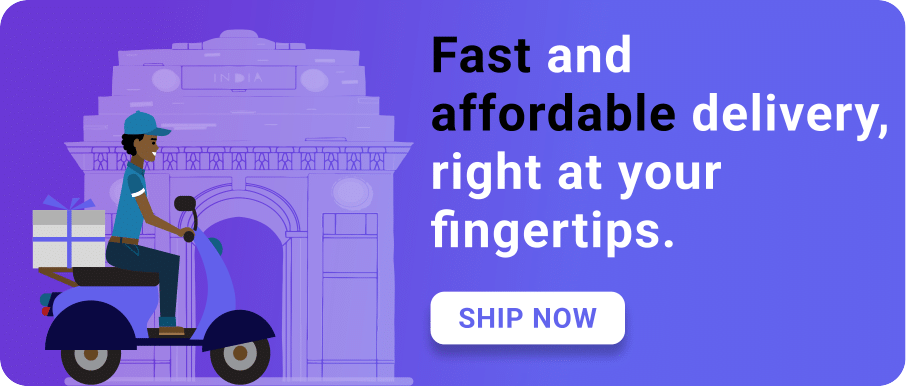 INDIA
Fast and
affordable delivery,
right at your
fingertips.
SHIP NOW